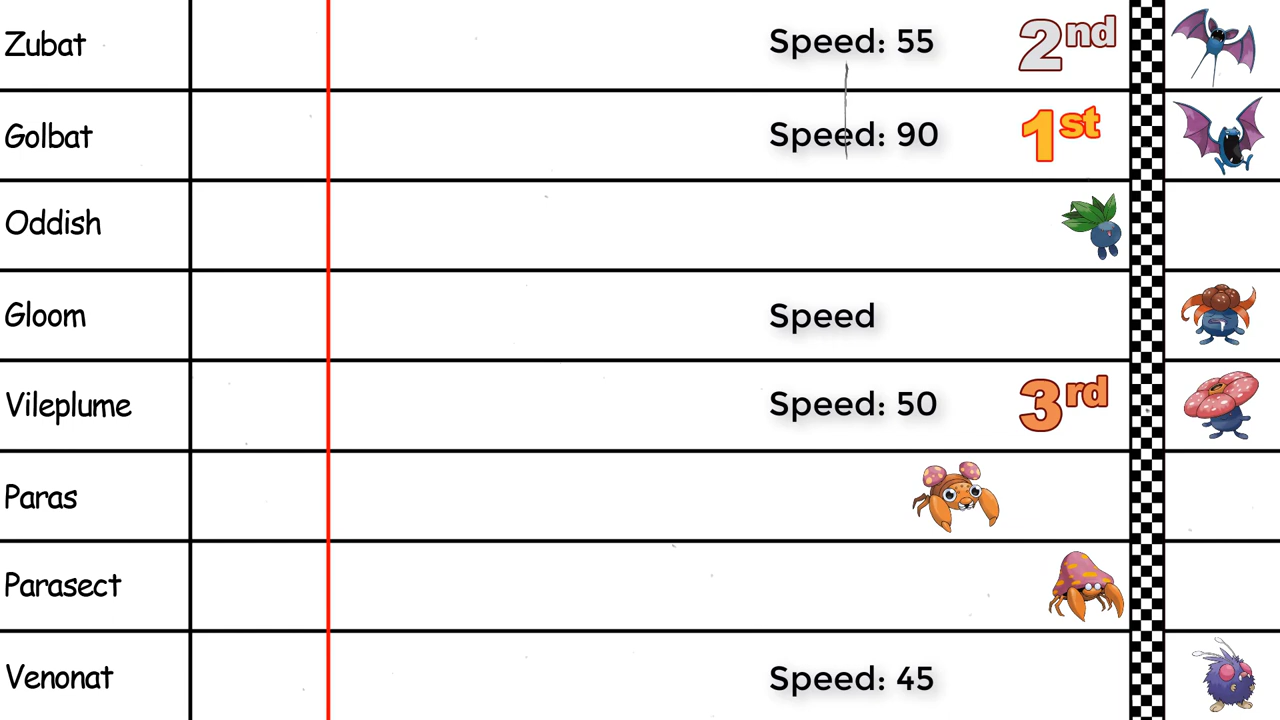 Zubat Speed: 55 2nd
Golbat Speed: 90 1st
Oddish
Gloom Speed
Vileplume Speed: 50 3rd
Paras
Parasect
Venonat Speed: 45